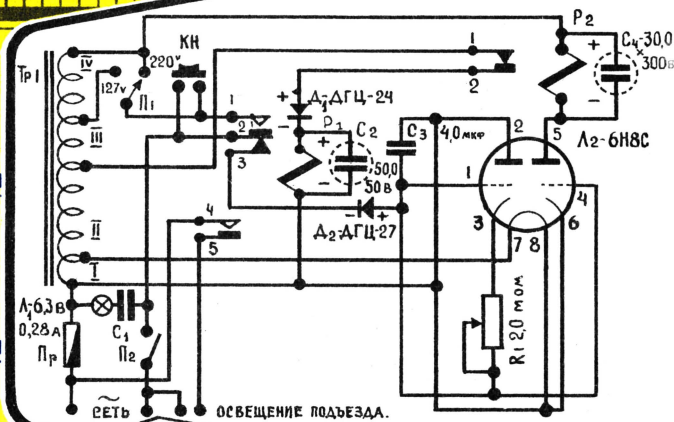 Р2
КН
IV
220v
1
+
С4-30,0
300в
Тр1
127v
П1
2
–
+
Д1-ДГЦ-24
1
2
3
–
Р1
С2
+
–
50,0
50в
С3
4,0 мкф
2
5
Л2-6Н8С
III
1
4
4
5
–
+
Д2-ДГЦ-27
3
7
8
6
II
I
Л1-6,3в
0,28А
С1
П2
Пр
R1 2,0 мом
~
СЕТЬ
ОСВЕЩЕНИЕ ПОДЪЕЗДА.